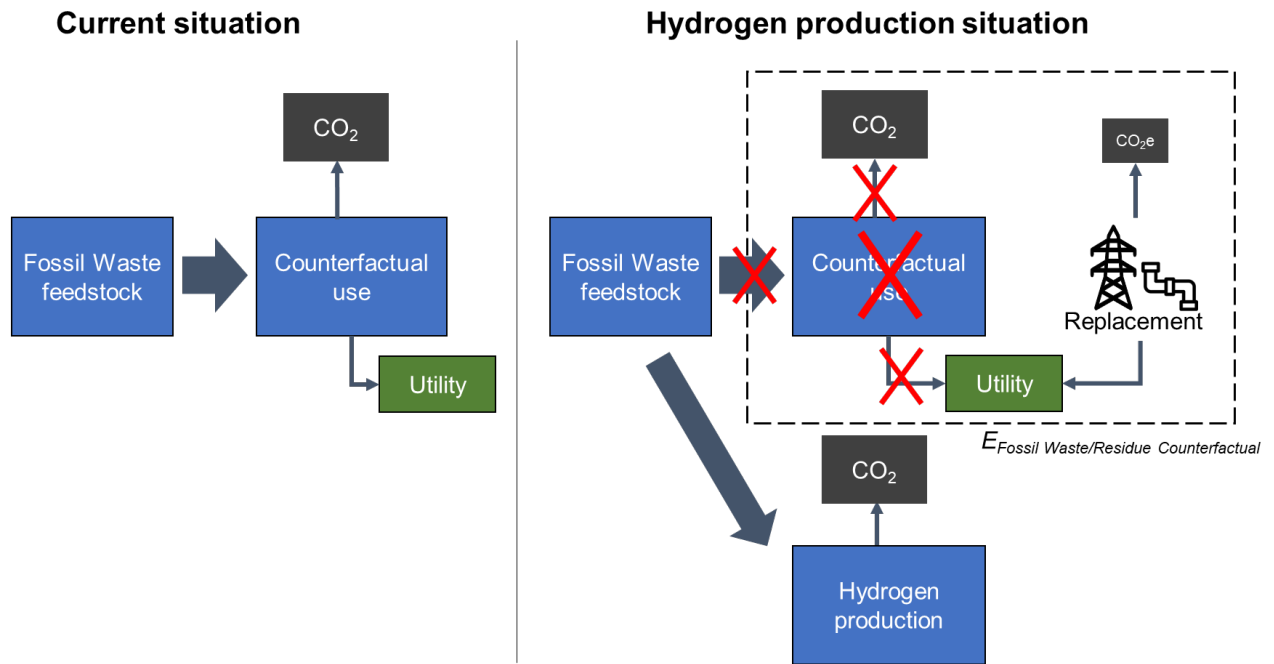 Current situation
CO₂
Fossil Waste
feedstock
Counterfactual
use
Utility
Hydrogen production situation
CO₂
CO₂e
Fossil Waste
feedstock
Counterfactual
use
Replacement
Utility
E Fossil Waste/Residue Counterfactual
CO₂
Hydrogen
production